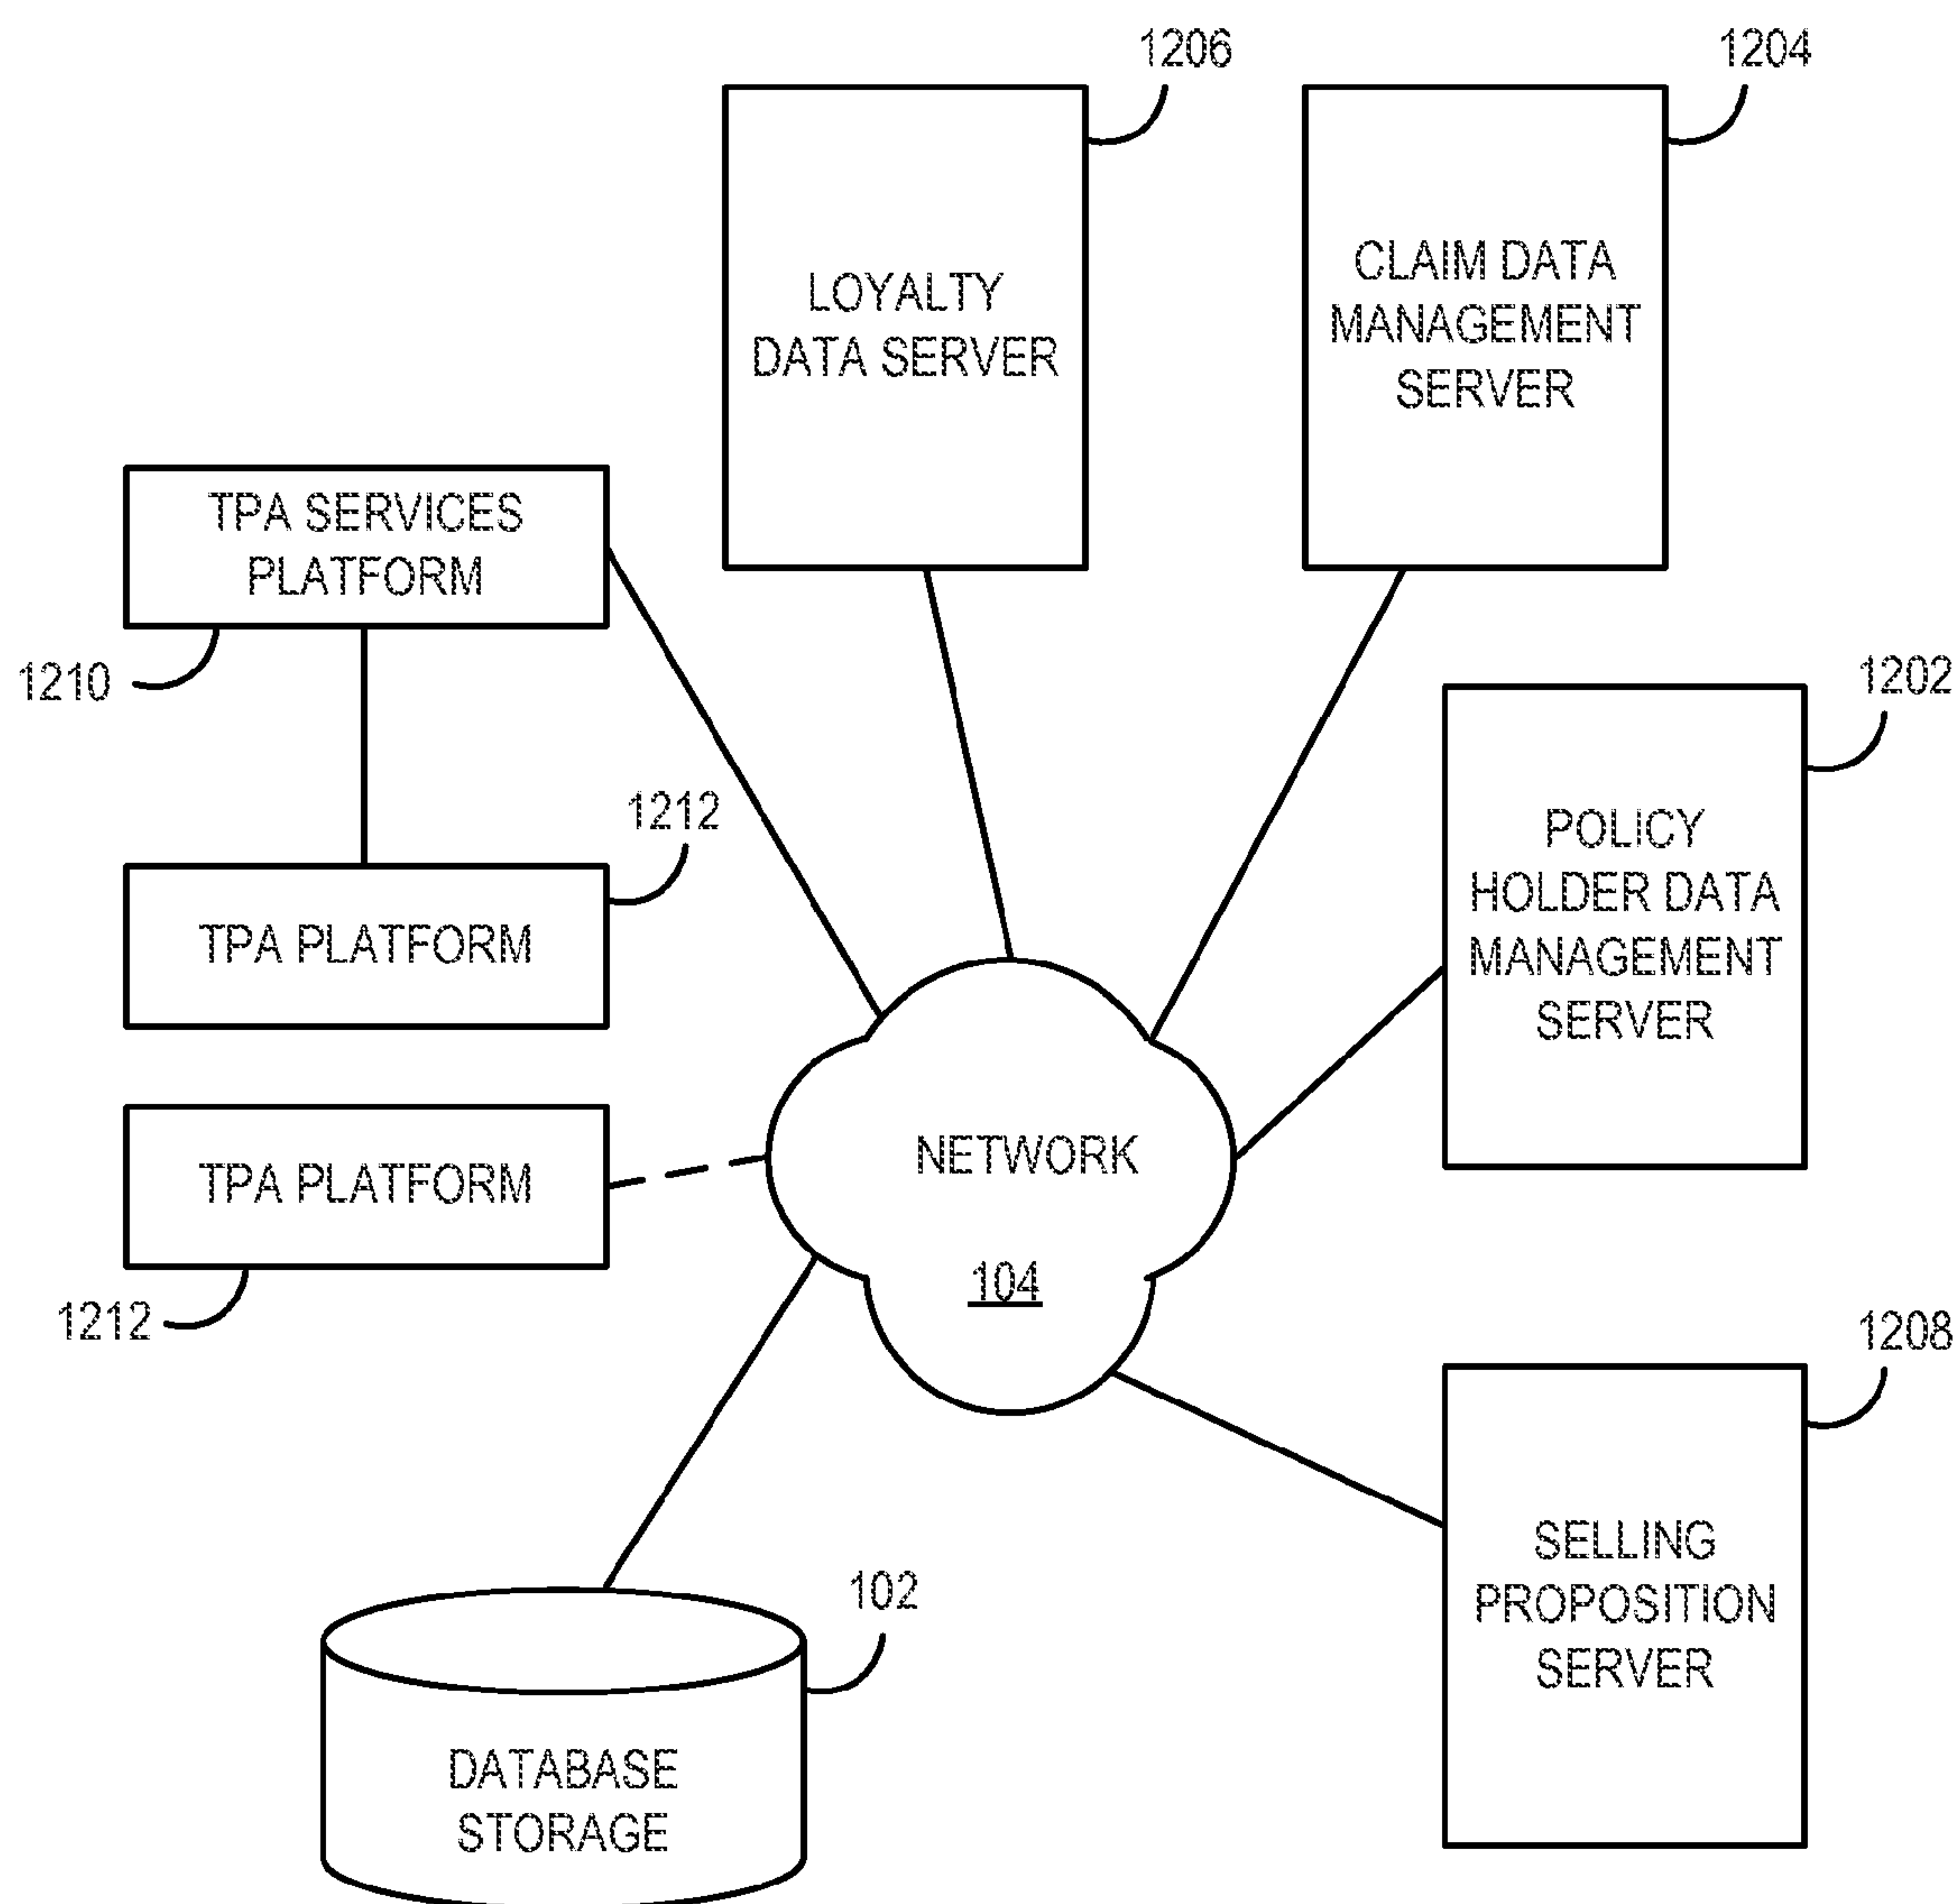 1206
1204
LOYALTY
DATA SERVER
CLAIM DATA
MANAGEMENT
SERVER
TPA SERVICES
PLATFORM
1210
1202
1212
TPA PLATFORM
POLICY
HOLDER DATA
MANAGEMENT
SERVER
TPA PLATFORM
1212
NETWORK
104
1208
SELLING
PROPOSITION
SERVER
102
DATABASE
STORAGE